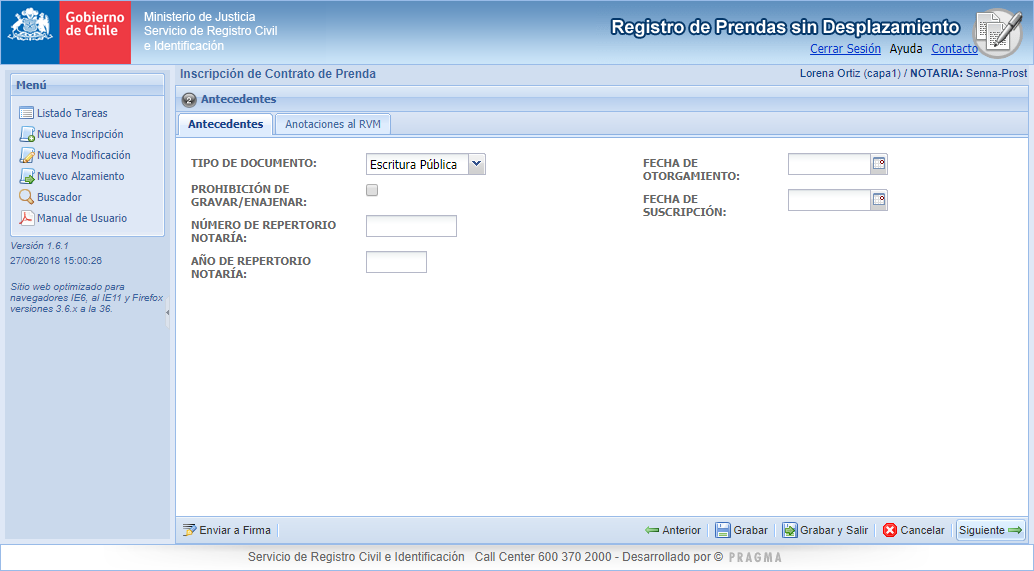 Gobierno
de Chile
Ministerio de Justicia
Servicio de Registro Civil
e Identificación
Registro de Prendas sin Desplazamiento
Cerrar Sesión Ayuda Contacto
Menú
Listado Tareas
Nueva Inscripción
Nueva Modificación
Nuevo Alzamiento
Buscador
Manual de Usuario
Versión 1.6.1
27/06/2018 15:00:26
Sitio web optimizado para
navegadores IE6, al IE11 y Firefox
versiones 3.6.x a la 36.
Inscripción de Contrato de Prenda
Lorena Ortiz (capa1) / NOTARIA: Senna-Prost
2 Antecedentes
Antecedentes Anotaciones al RVM
TIPO DE DOCUMENTO: Escritura Pública
FECHA DE
OTORGAMIENTO:
PROHIBICIÓN DE
GRAVAR/ENAJENAR:
FECHA DE
SUSCRIPCIÓN:
NÚMERO DE REPERTORIO
NOTARÍA:
AÑO DE REPERTORIO
NOTARÍA:
Enviar a Firma Anterior Grabar Grabar y Salir Cancelar Siguiente
Servicio de Registro Civil e Identificación Call Center 600 370 2000 - Desarrollado por © PRAGMA